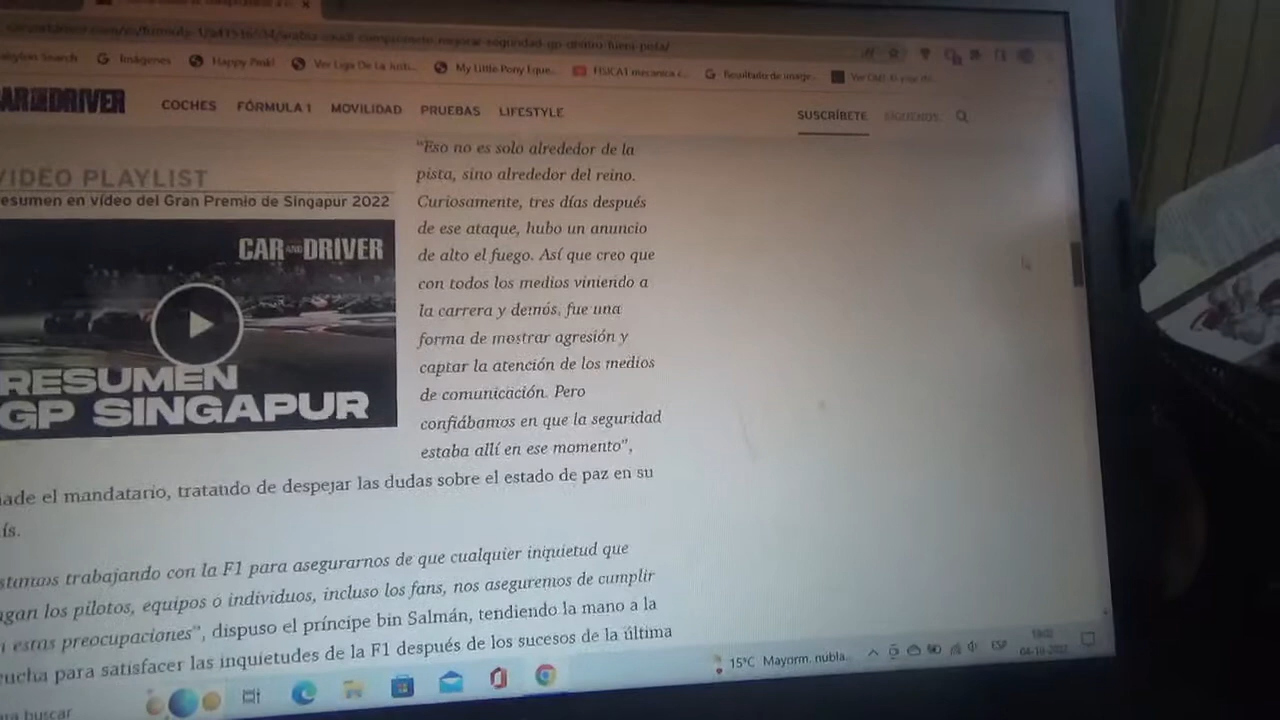 Imágenes
Happy Pink!
Ver Liga De La Justi...
My Little Pony Eque...
FISICA1 mecanica c...
Resultado de image...
CAR AND DRIVER
COCHES
FÓRMULA 1
MOVILIDAD
PRUEBAS
LIFESTYLE
SUSCRÍBETE
SÍGUENOS
VIDEO PLAYLIST
esumen en vídeo del Gran Premio de Singapur 2022
CAR AND DRIVER
RESUMEN
GP SINGAPUR
"Eso no es solo alrededor de la
pista, sino alrededor del reino.
Curiosamente, tres días después
de ese ataque, hubo un anuncio
de alto el fuego. Así que creo que
con todos los medios viniendo a
la carrera y demás, fue una
forma de mostrar agresión y
captar la atención de los medios
de comunicación. Pero
confiábamos en que la seguridad
estaba allí en ese momento",
ade el mandatario, tratando de despejar las dudas sobre el estado de paz en su
ís.
stamos trabajando con la F1 para asegurarnos de que cualquier inquietud que
gan los pilotos, equipos o individuos, incluso los fans, nos aseguremos de cumplir
n estas preocupaciones", dispuso el príncipe bin Salmán, tendiendo la mano a la
ucha para satisfacer las inquietudes de la F1 después de los sucesos de la última
buscar
15°C Mayorm. nubla...
ESP